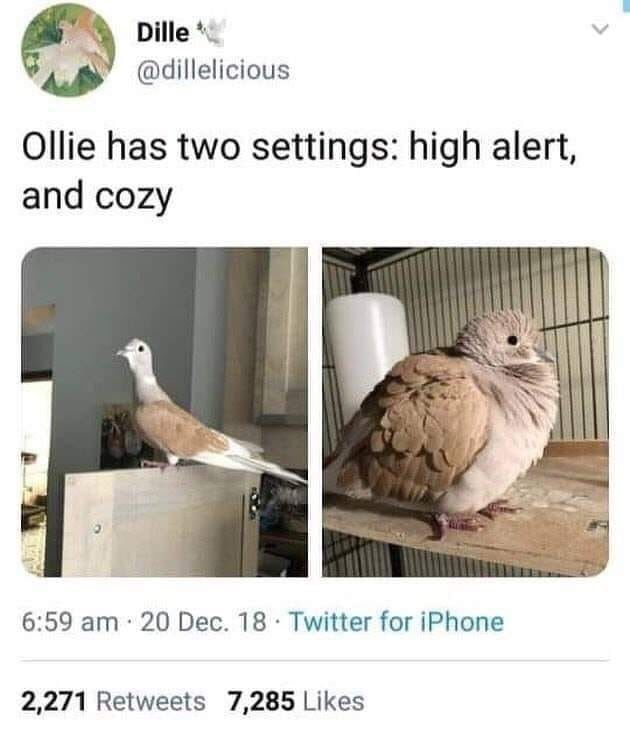 Dille 🕊
@dillelicious
Ollie has two settings: high alert,
and cozy
6:59 am · 20 Dec. 18 · Twitter for iPhone
2,271 Retweets 7,285 Likes